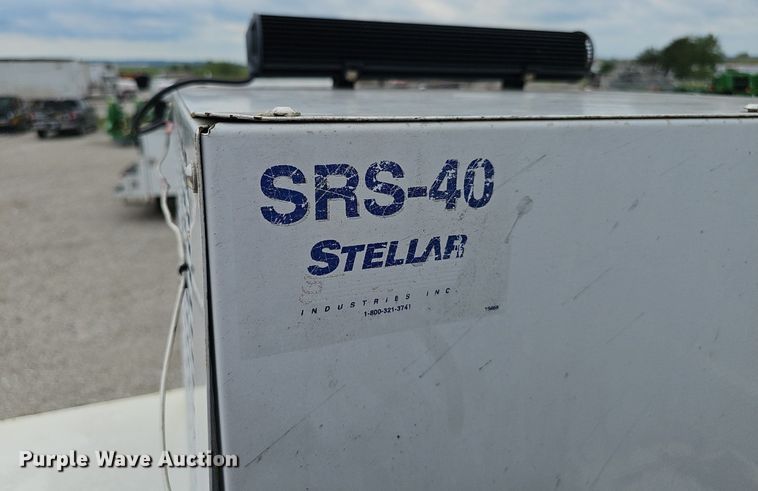 SRS-40
STELLAR
INDUSTRIES INC
1-800-321-3741
Purple Wave Auction